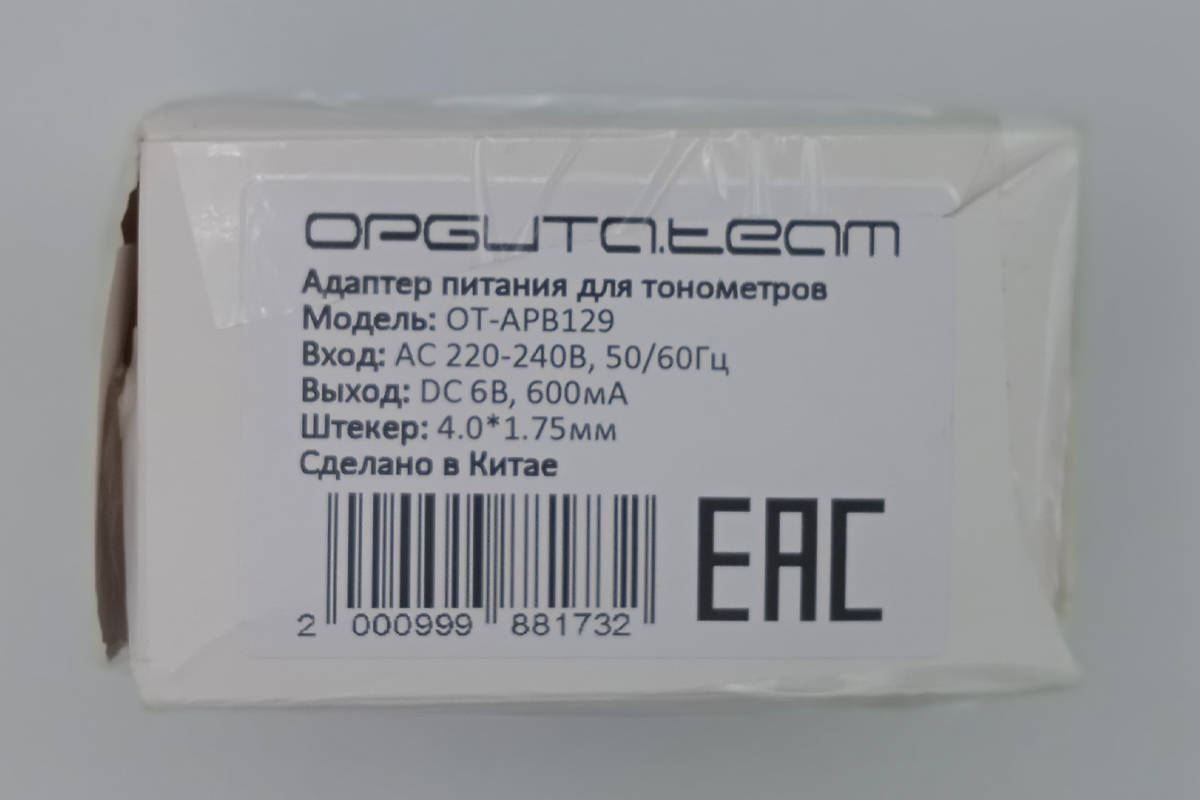 OPGUTA.team
Адаптер питания для тонометров
Модель: OT-APB129
Вход: AC 220-240В, 50/60Гц
Выход: DC 6В, 600мА
Штекер: 4.0*1.75мм
Сделано в Китае
EAC
2 000999 881732